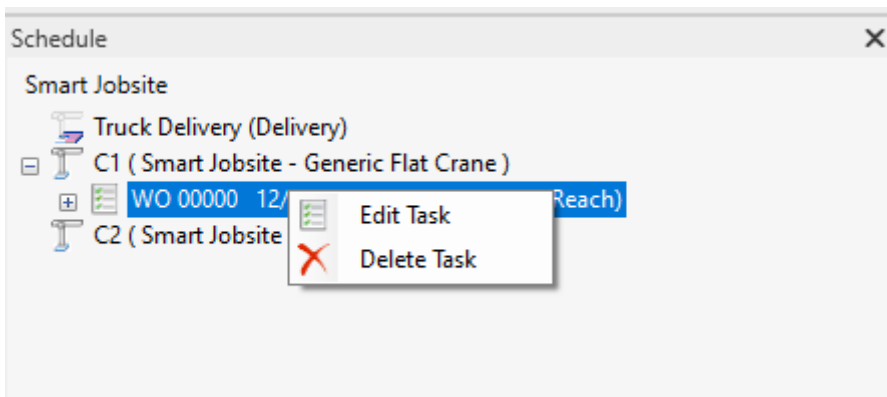 Schedule
Smart Jobsite
Truck Delivery (Delivery)
C1 ( Smart Jobsite - Generic Flat Crane )
WO 00000 12/ Reach)
Edit Task
C2 ( Smart Jobsite
Delete Task